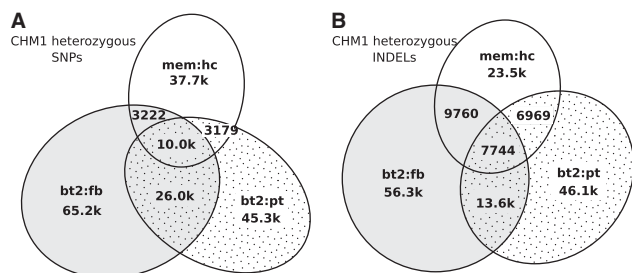 A
CHM1 heterozygous
SNPs
mem:hc
37.7k
3222
3179
10.0k
bt2:fb
65.2k
26.0k
bt2:pt
45.3k
B
CHM1 heterozygous
INDELs
mem:hc
23.5k
9760
6969
7744
bt2:fb
56.3k
bt2:pt
46.1k
13.6k